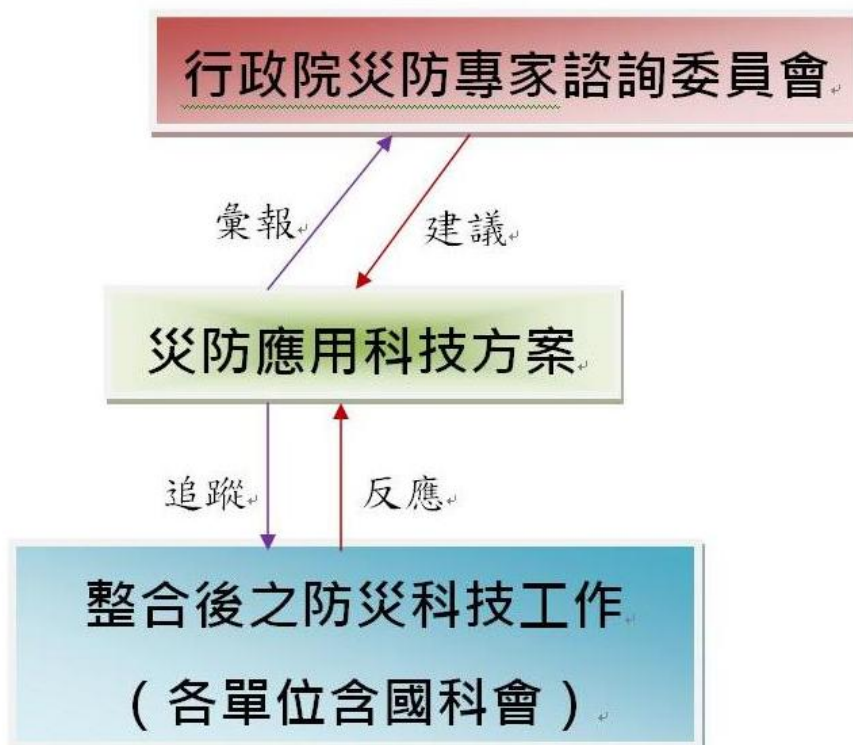 行政院災防專家諮詢委員會
彙報
建議
災防應用科技方案
追蹤
反應
整合後之防災科技工作
（各單位含國科會）